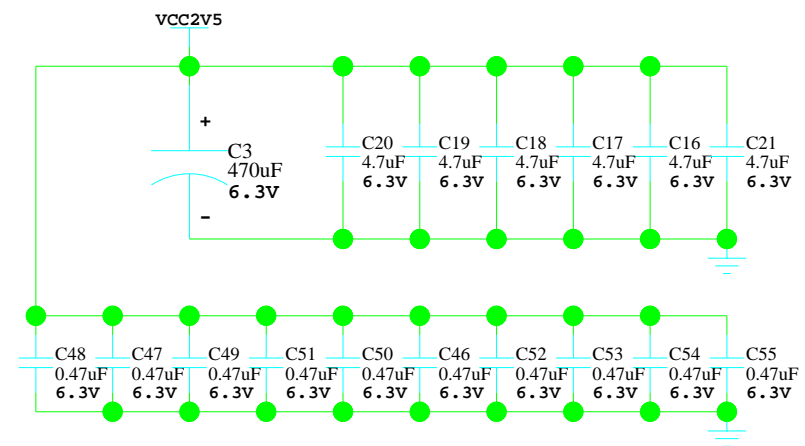 VCC2V5
+
C3
470uF
6.3V
-
C20 C19 C18 C17 C16 C21
4.7uF 4.7uF 4.7uF 4.7uF 4.7uF 4.7uF
6.3V 6.3V 6.3V 6.3V 6.3V 6.3V
C48 C47 C49 C51 C50 C46 C52 C53 C54 C55
0.47uF 0.47uF 0.47uF 0.47uF 0.47uF 0.47uF 0.47uF 0.47uF 0.47uF 0.47uF
6.3V 6.3V 6.3V 6.3V 6.3V 6.3V 6.3V 6.3V 6.3V 6.3V